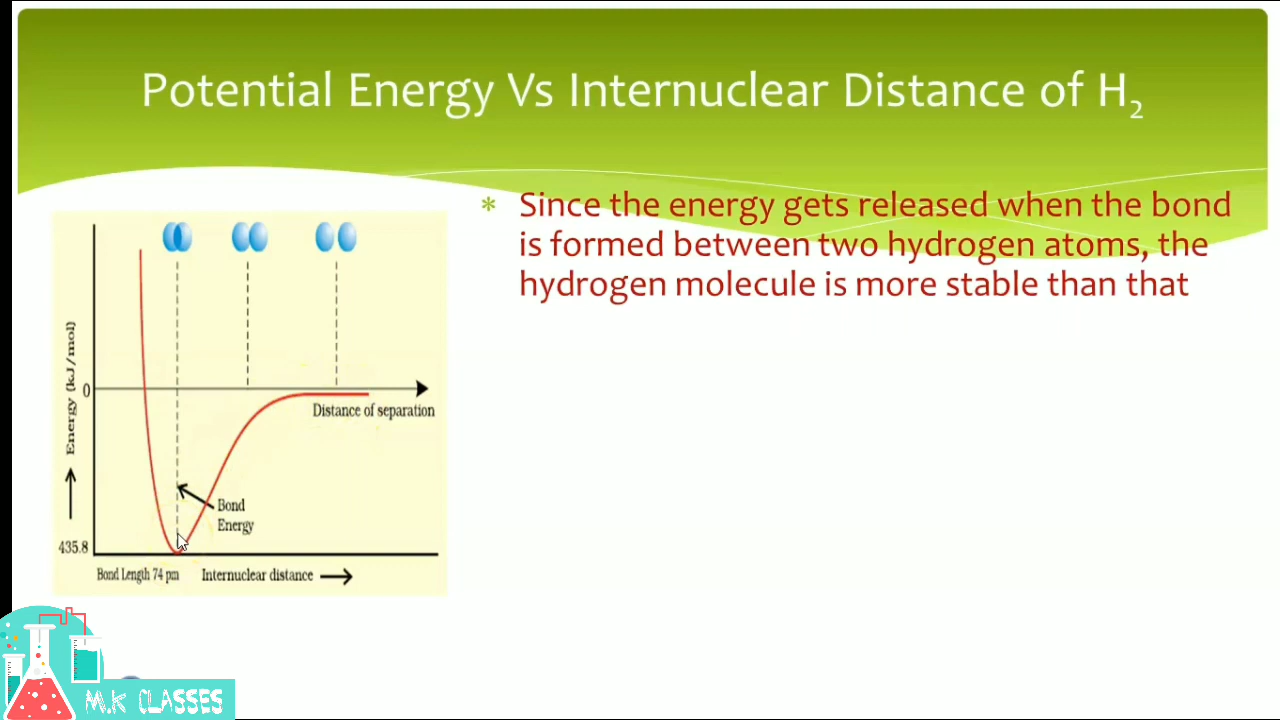 Potential Energy Vs Internuclear Distance of H₂
* Since the energy gets released when the bond
is formed between two hydrogen atoms, the
hydrogen molecule is more stable than that
Energy (kJ/mol)
0
Distance of separation
Bond
Energy
435.8
Bond Length 74 pm
Internuclear distance
M.K CLASSES